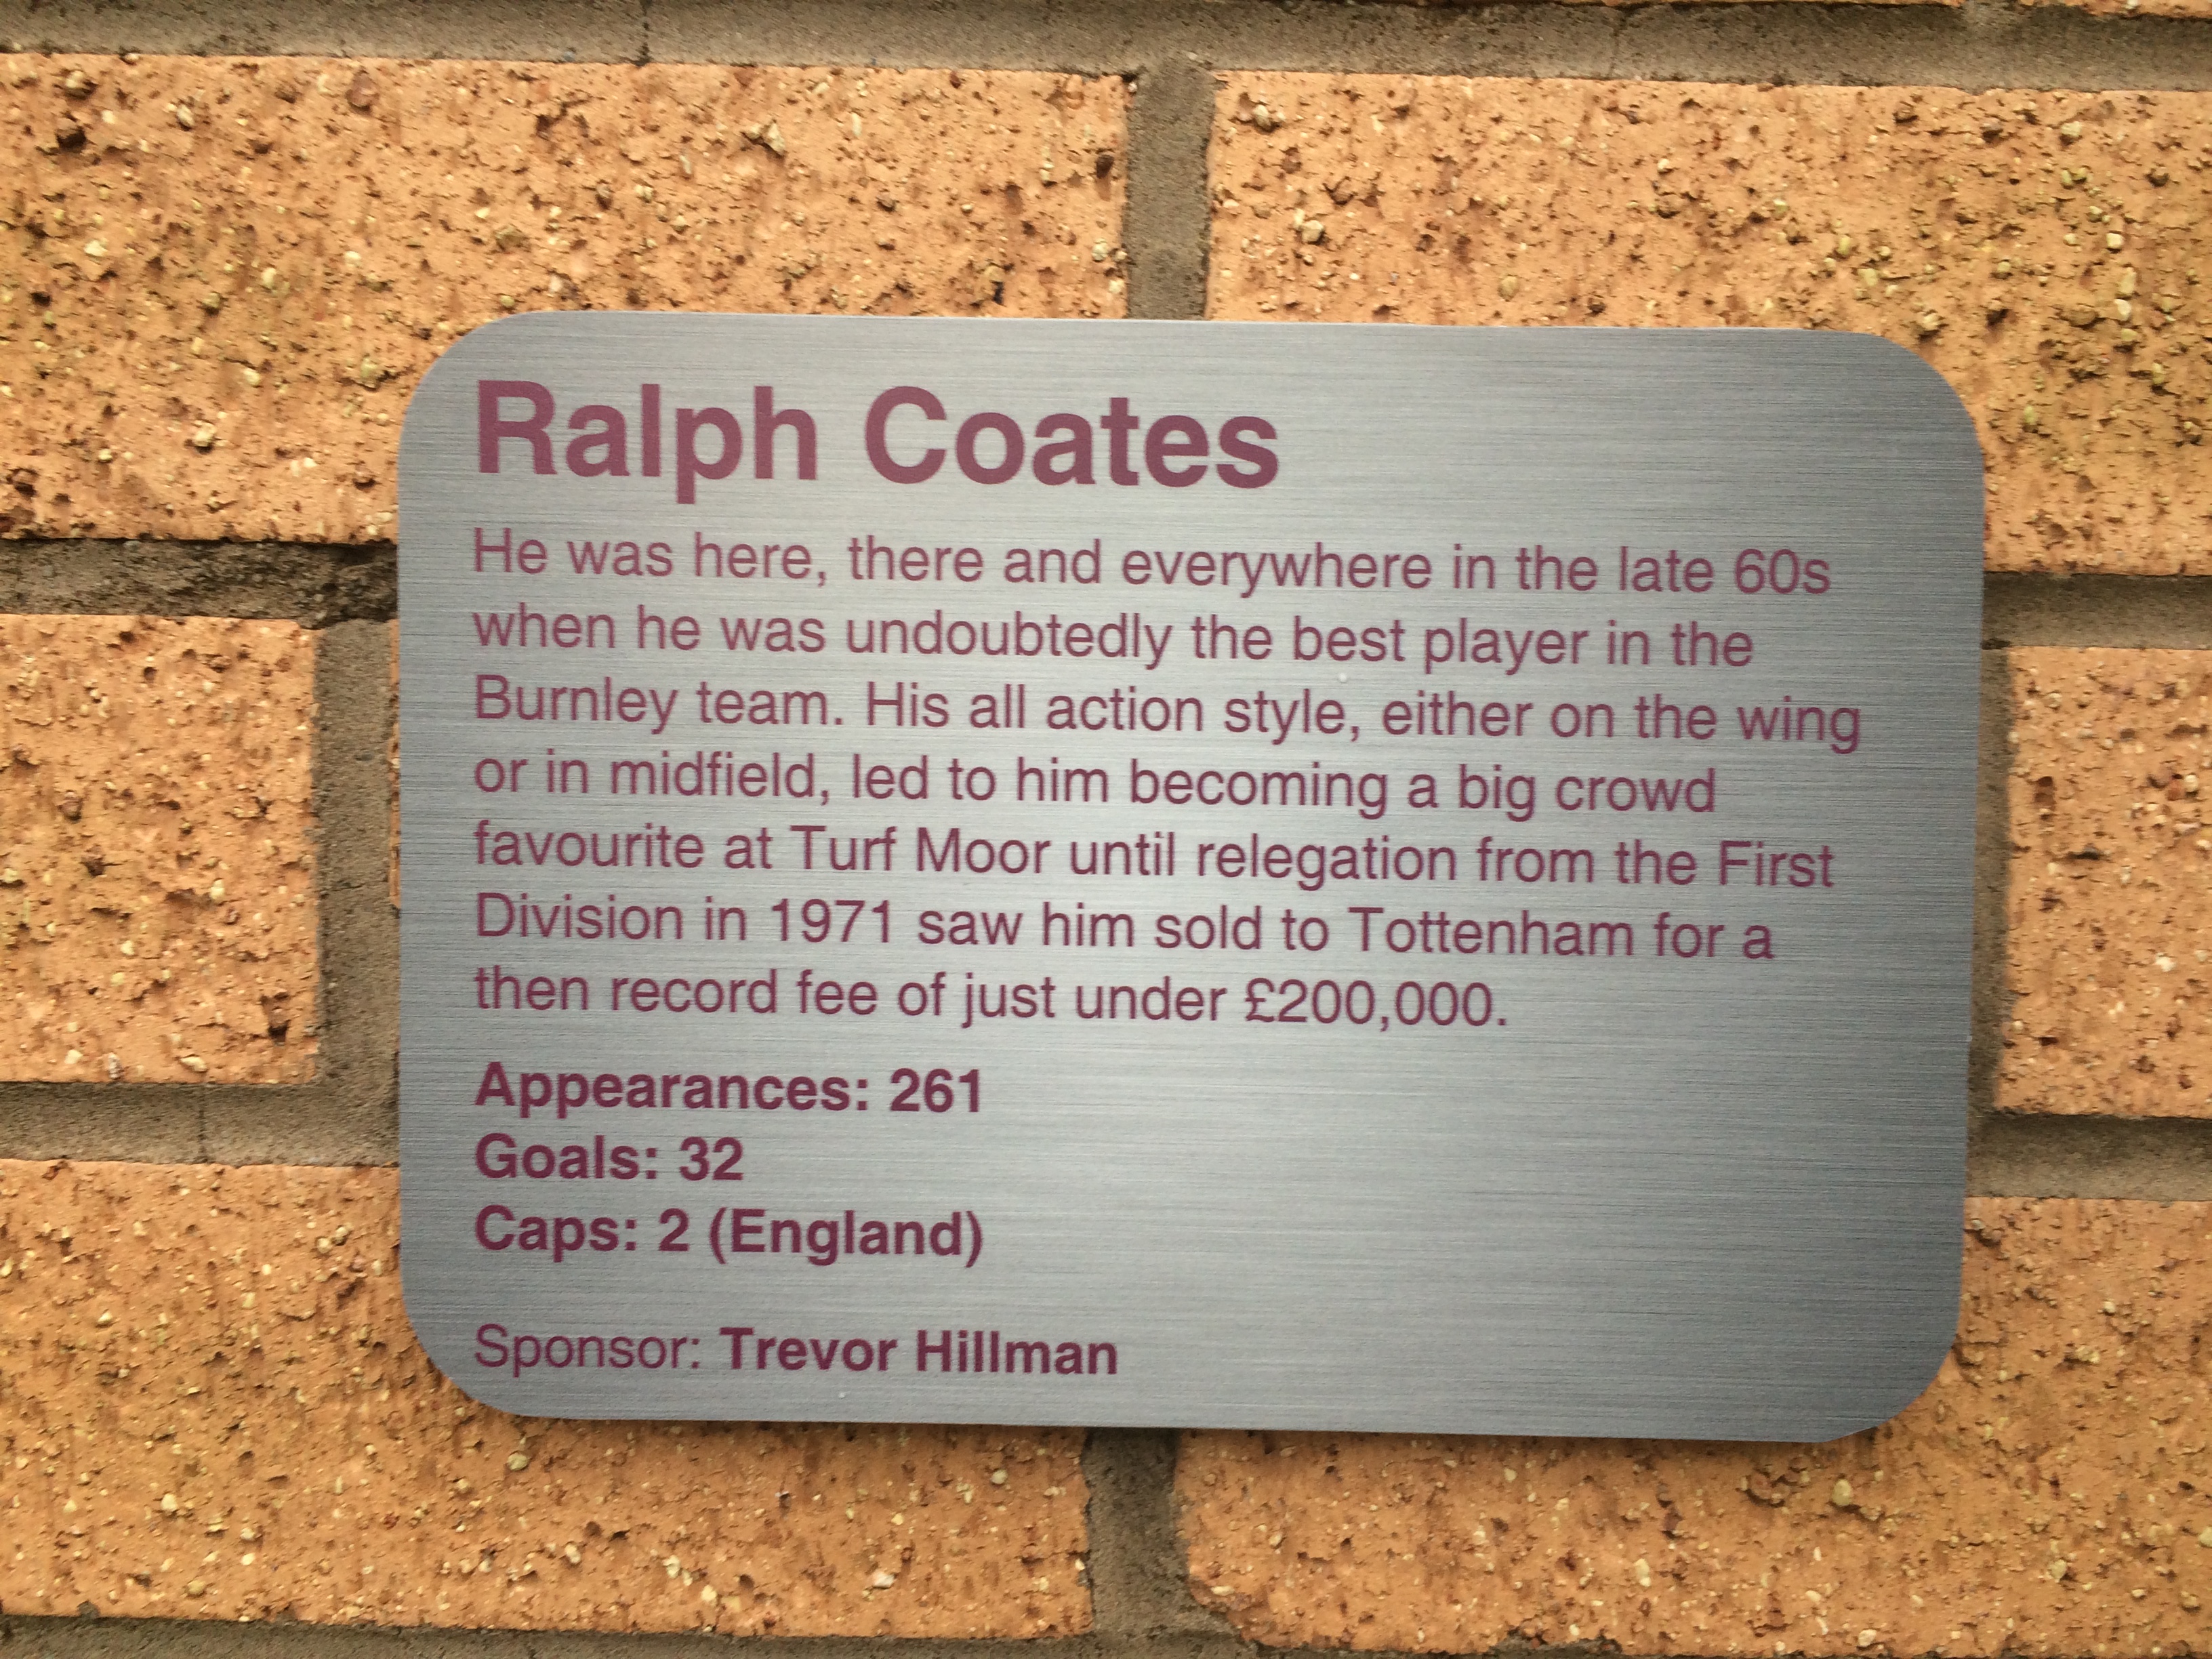 Ralph Coates
He was here, there and everywhere in the late 60s
when he was undoubtedly the best player in the
Burnley team. His all action style, either on the wing
or in midfield, led to him becoming a big crowd
favourite at Turf Moor until relegation from the First
Division in 1971 saw him sold to Tottenham for a
then record fee of just under £200,000.
Appearances: 261
Goals: 32
Caps: 2 (England)
Sponsor: Trevor Hillman